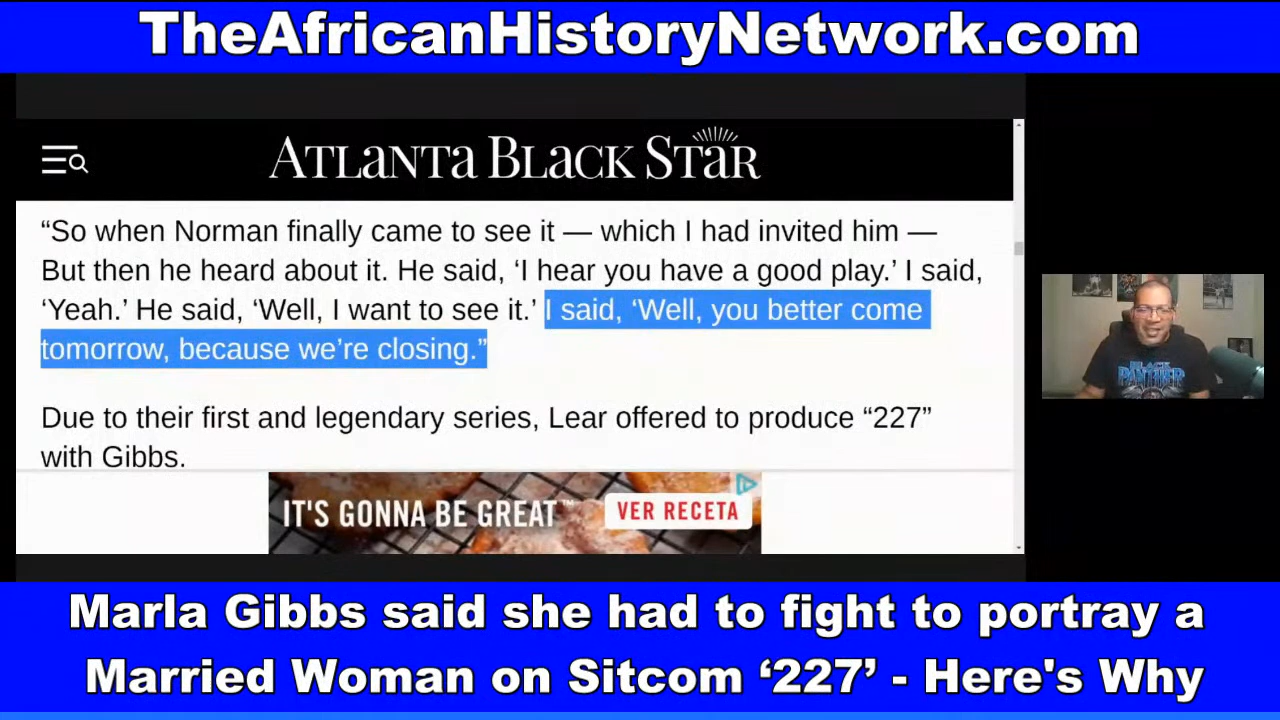 TheAfricanHistoryNetwork.com
ATLANTA BLACK STAR
“So when Norman finally came to see it — which I had invited him —
But then he heard about it. He said, ‘I hear you have a good play.’ I said,
‘Yeah.’ He said, ‘Well, I want to see it.’ I said, ‘Well, you better come
tomorrow, because we’re closing.”
Due to their first and legendary series, Lear offered to produce “227”
with Gibbs.
IT'S GONNA BE GREAT™
VER RECETA
BLACK
PANTHER
Marla Gibbs said she had to fight to portray a
Married Woman on Sitcom ‘227’ - Here's Why